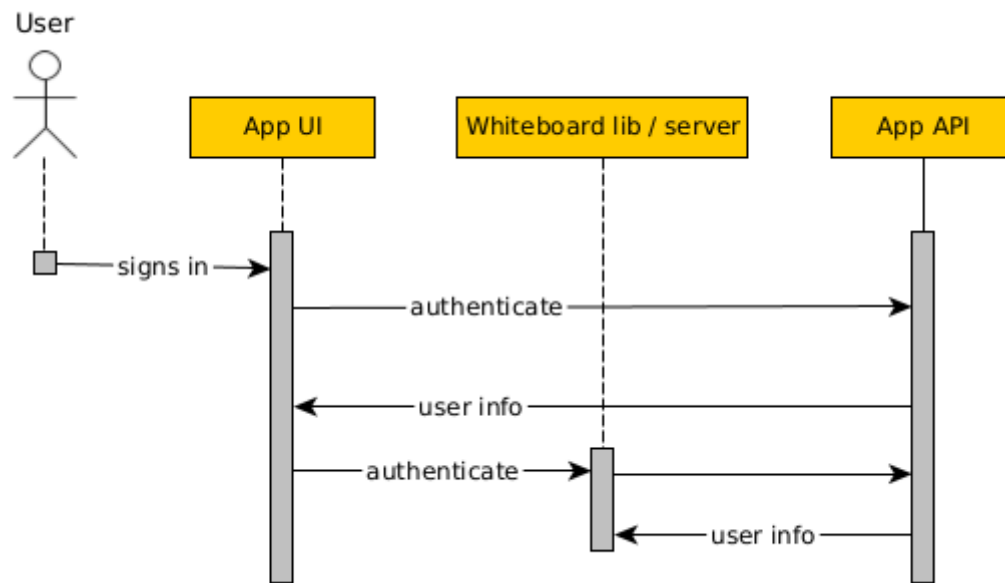 User
App UI
Whiteboard lib / server
App API
signs in
authenticate
user info
authenticate
user info